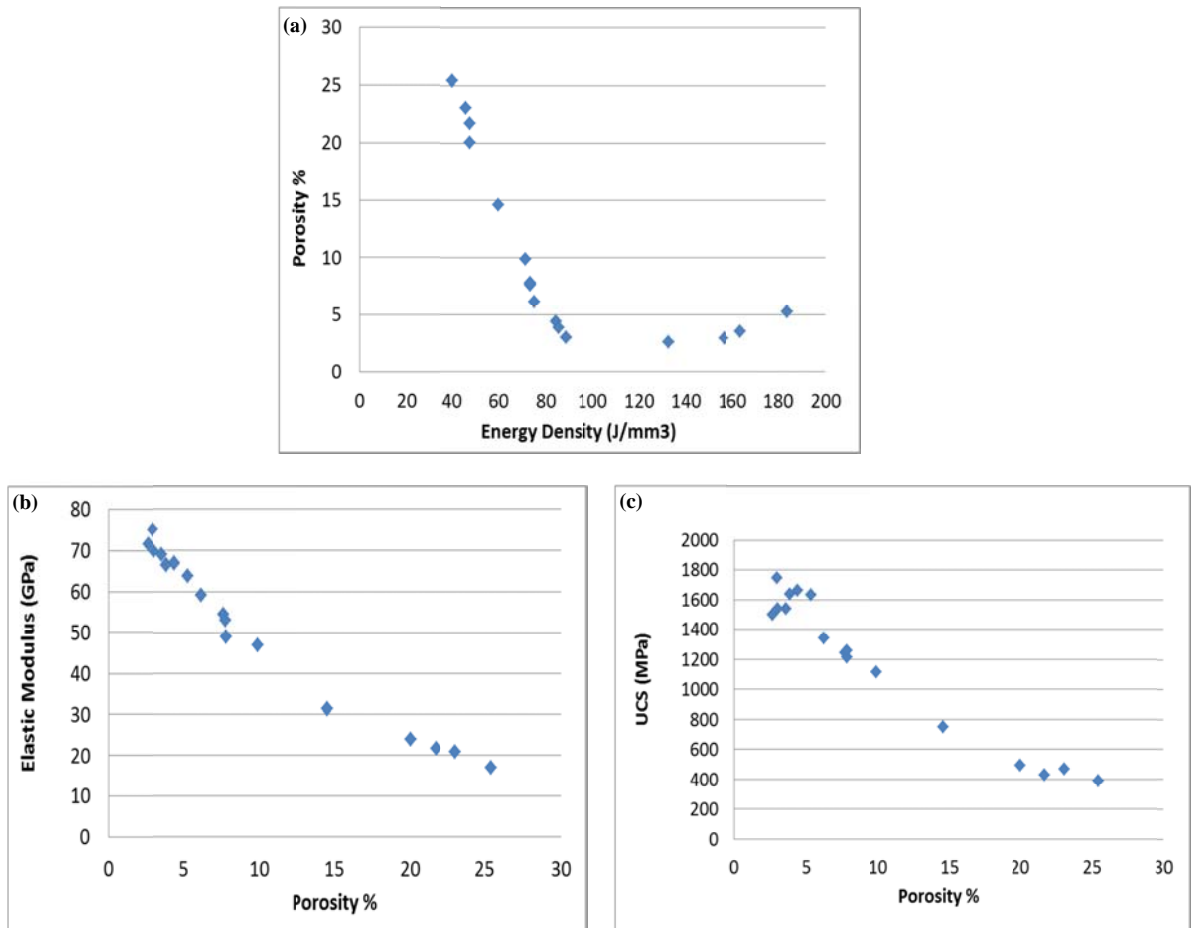 (a)
Porosity %
30
25
20
15
10
5
0
0 20 40 60 80 100 120 140 160 180 200
Energy Density (J/mm3)
(b)
Elastic Modulus (GPa)
80
70
60
50
40
30
20
10
0
0 5 10 15 20 25 30
Porosity %
(c)
UCS (MPa)
2000
1800
1600
1400
1200
1000
800
600
400
200
0
0 5 10 15 20 25 30
Porosity %